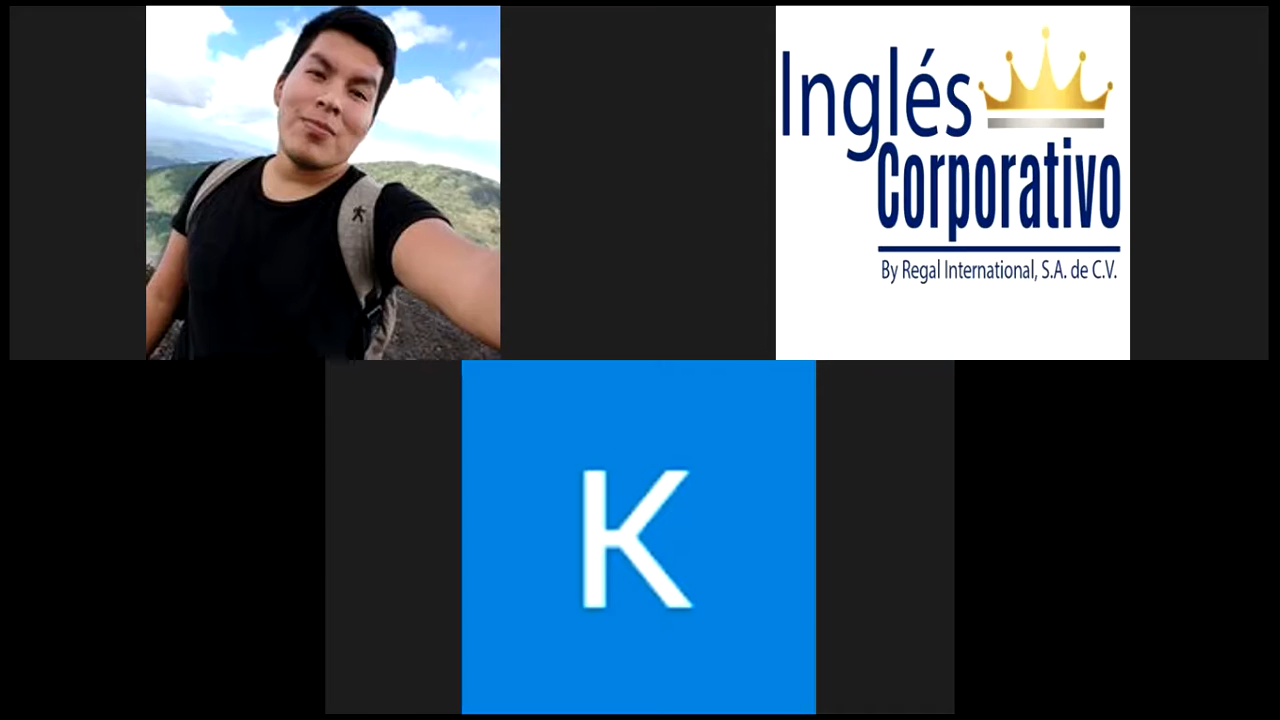 Inglés
Corporativo
By Regal International, S.A. de C.V.
K